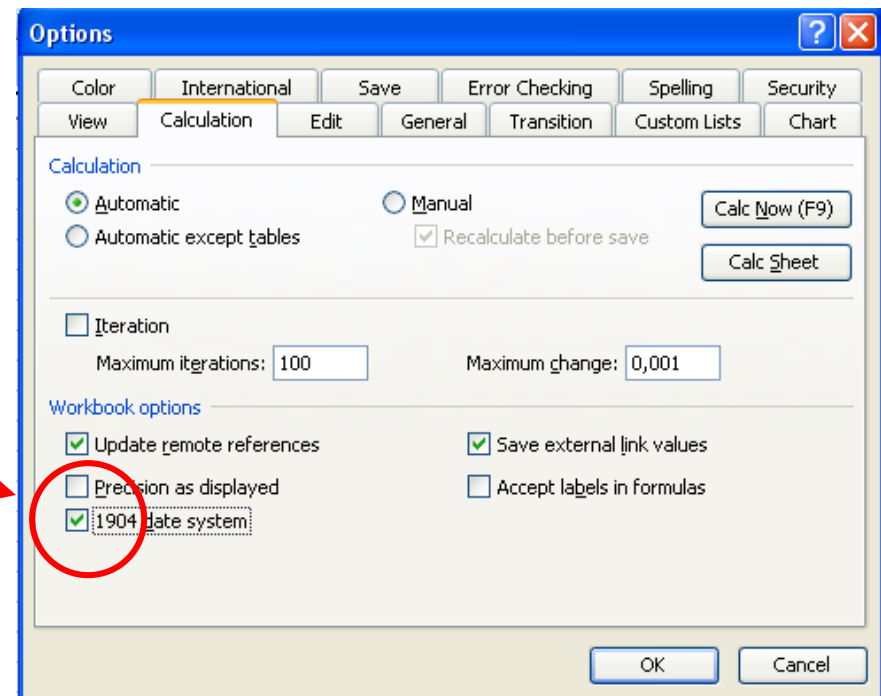 Options
Color International Save Error Checking Spelling Security
View Calculation Edit General Transition Custom Lists Chart
Calculation
Automatic Manual Calc Now (F9)
Automatic except tables Recalculate before save
Calc Sheet
Iteration
Maximum iterations: 100 Maximum change: 0,001
Workbook options
Update remote references Save external link values
Precision as displayed Accept labels in formulas
1904 date system
OK Cancel